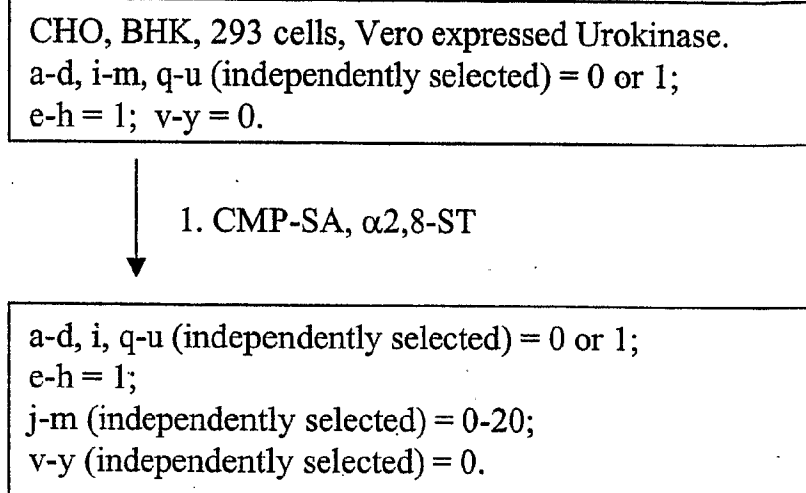 CHO, BHK, 293 cells, Vero expressed Urokinase.
a-d, i-m, q-u (independently selected) = 0 or 1;
e-h = 1; v-y = 0.
1. CMP-SA, α2,8-ST
a-d, i, q-u (independently selected) = 0 or 1;
e-h = 1;
j-m (independently selected) = 0-20;
v-y (independently selected) = 0.